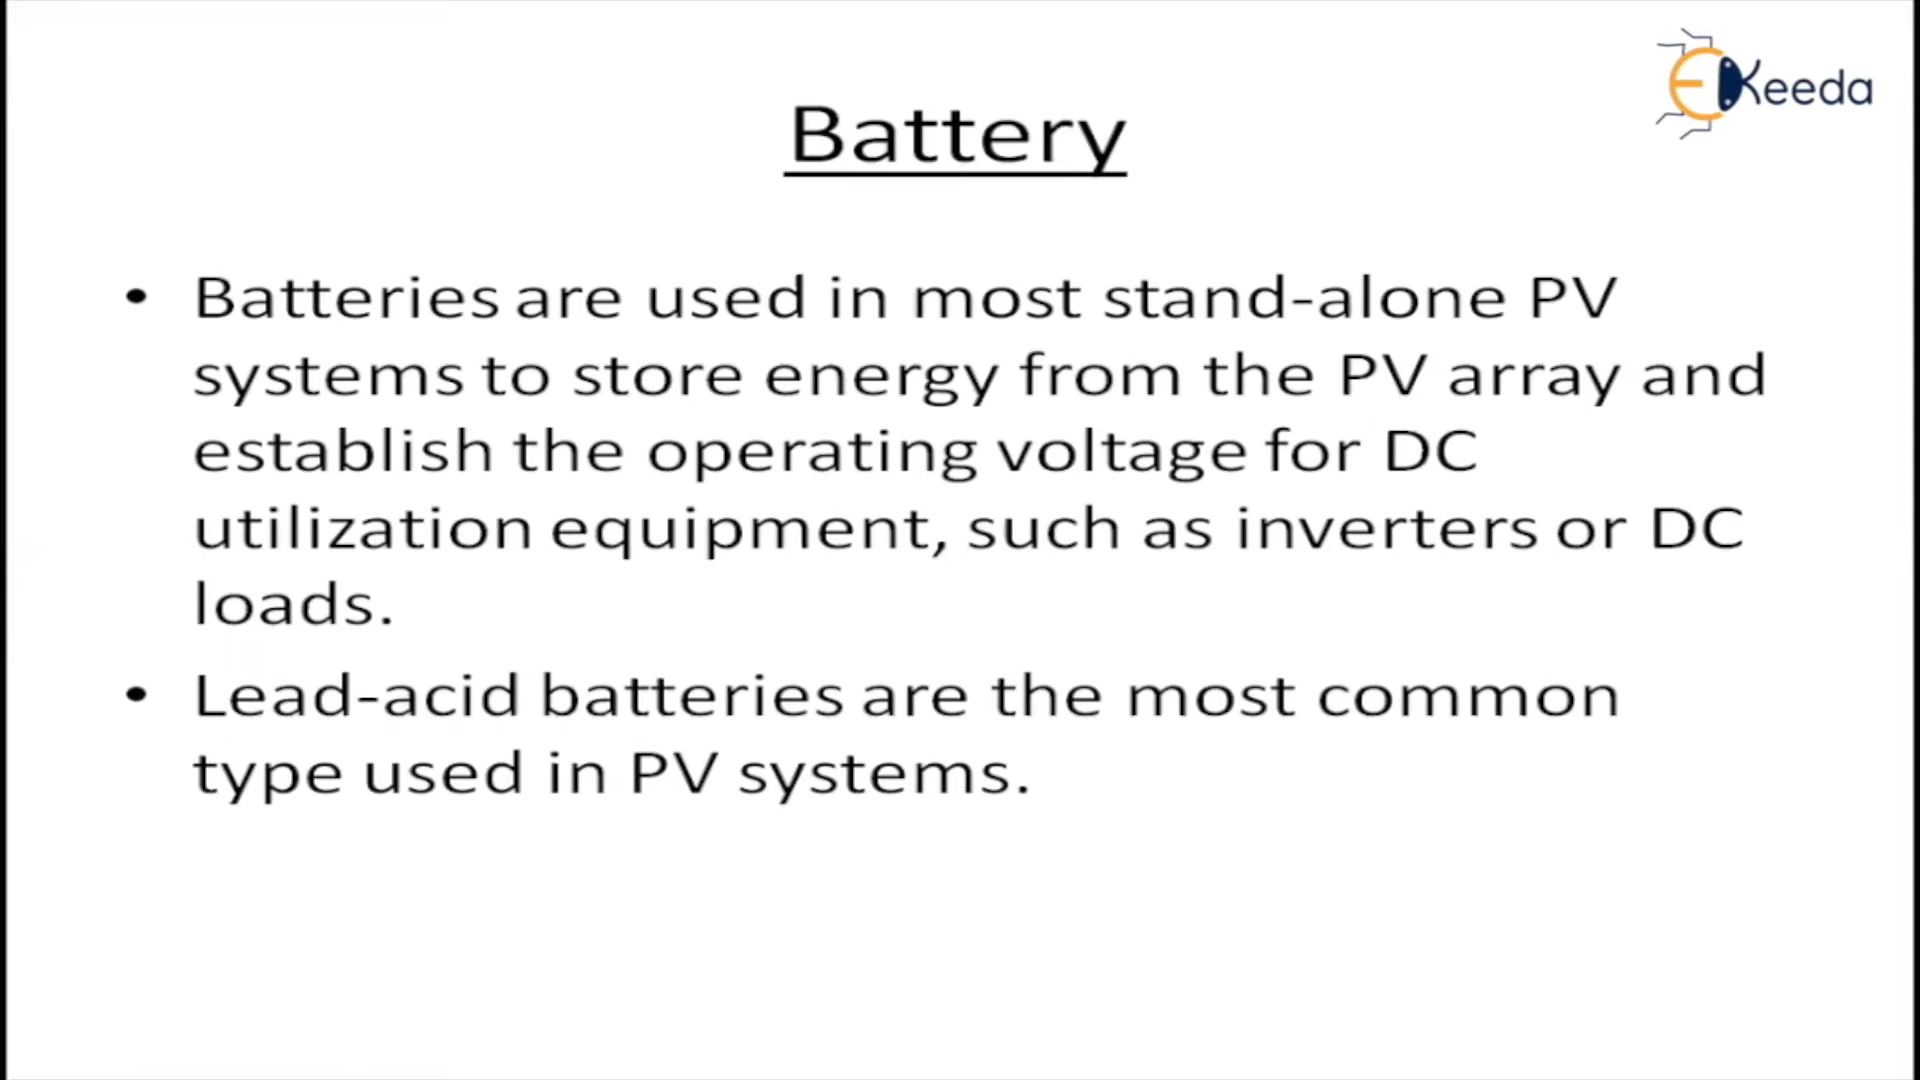 EKeeda
Battery
• Batteries are used in most stand-alone PV
systems to store energy from the PV array and
establish the operating voltage for DC
utilization equipment, such as inverters or DC
loads.
• Lead-acid batteries are the most common
type used in PV systems.